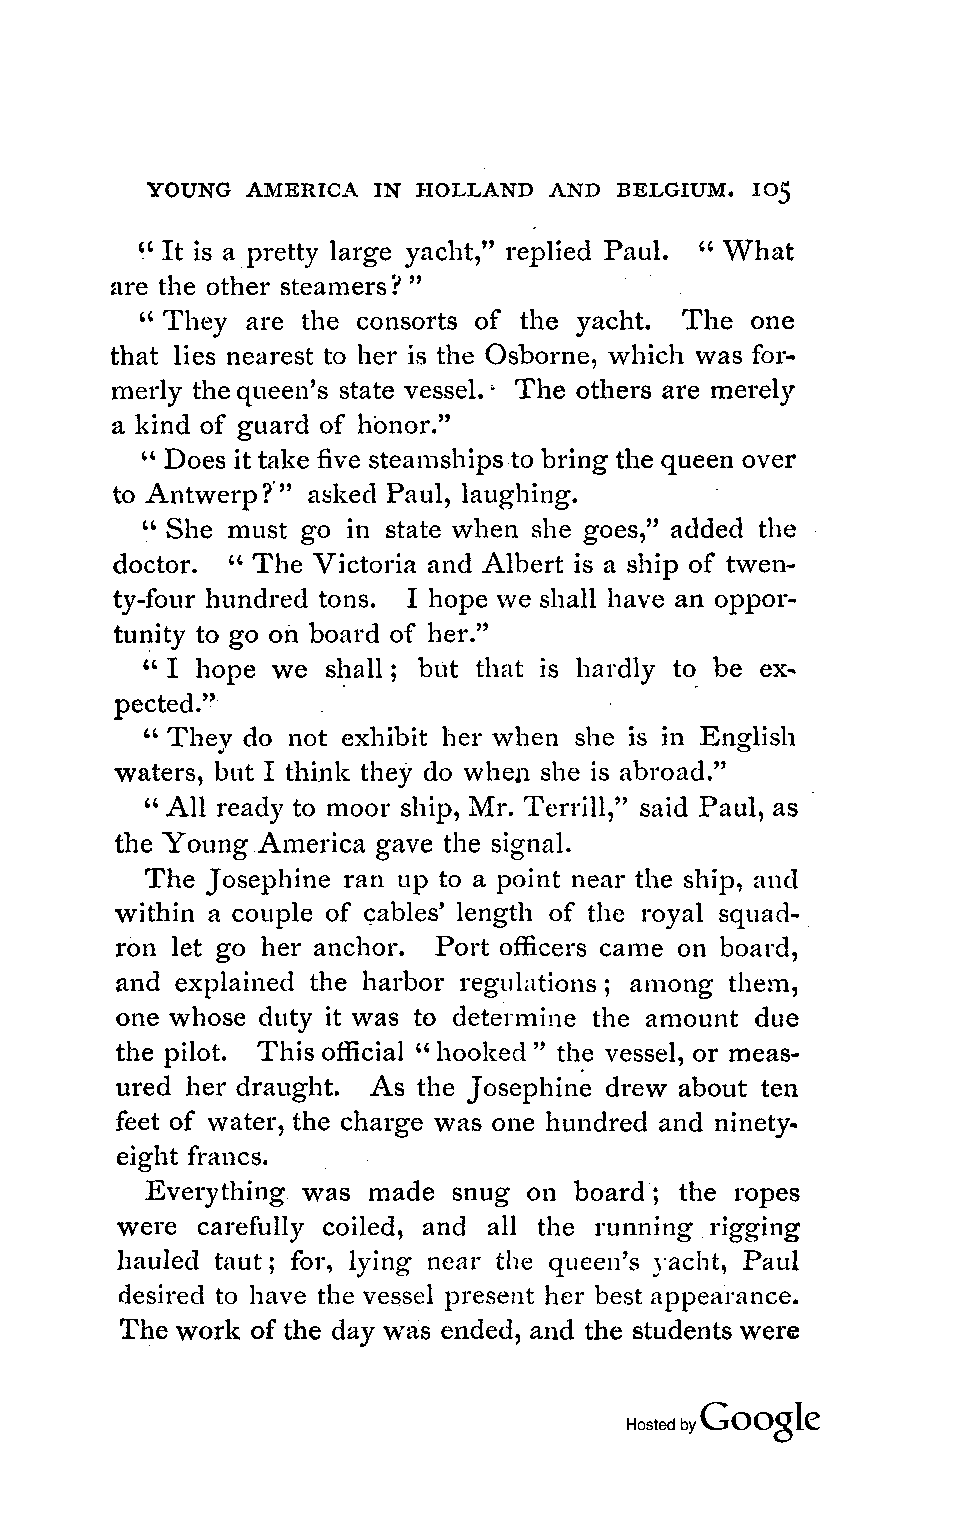 YOUNG AMERICA IN HOLLAND AND BELGIUM. 105
“It is a pretty large yacht,” replied Paul. “What
are the other steamers?”
“They are the consorts of the yacht. The one
that lies nearest to her is the Osborne, which was for-
merly the queen’s state vessel. The others are merely
a kind of guard of honor.”
“Does it take five steamships to bring the queen over
to Antwerp?” asked Paul, laughing.
“She must go in state when she goes,” added the
doctor. “The Victoria and Albert is a ship of twen-
ty-four hundred tons. I hope we shall have an oppor-
tunity to go on board of her.”
“I hope we shall; but that is hardly to be ex-
pected.”
“They do not exhibit her when she is in English
waters, but I think they do when she is abroad.”
“All ready to moor ship, Mr. Terrill,” said Paul, as
the Young America gave the signal.
The Josephine ran up to a point near the ship, and
within a couple of cables’ length of the royal squad-
ron let go her anchor. Port officers came on board,
and explained the harbor regulations; among them,
one whose duty it was to determine the amount due
the pilot. This official “hooked” the vessel, or meas-
ured her draught. As the Josephine drew about ten
feet of water, the charge was one hundred and ninety-
eight francs.
Everything was made snug on board; the ropes
were carefully coiled, and all the running rigging
hauled taut; for, lying near the queen’s yacht, Paul
desired to have the vessel present her best appearance.
The work of the day was ended, and the students were
Hosted by Google